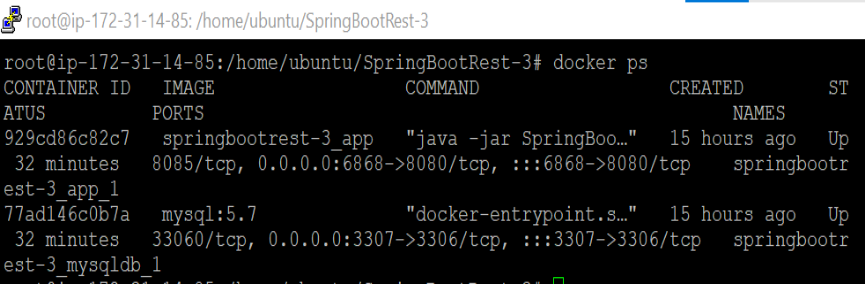 root@ip-172-31-14-85: /home/ubuntu/SpringBootRest-3
root@ip-172-31-14-85:/home/ubuntu/SpringBootRest-3# docker ps
CONTAINER ID   IMAGE                COMMAND                  CREATED        ST
ATUS          PORTS                                                  NAMES
929cd86c82c7   springbootrest-3_app   "java -jar SpringBoo…"   15 hours ago   Up
 32 minutes   8085/tcp, 0.0.0.0:6868->8080/tcp, :::6868->8080/tcp    springbootr
est-3_app_1
77ad146c0b7a   mysql:5.7              "docker-entrypoint.s…"   15 hours ago   Up
 32 minutes   33060/tcp, 0.0.0.0:3307->3306/tcp, :::3307->3306/tcp   springbootr
est-3_mysqldb_1